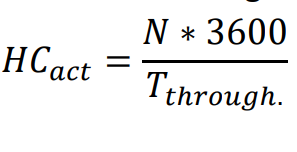 HC_act = N * 3600 / T_through.